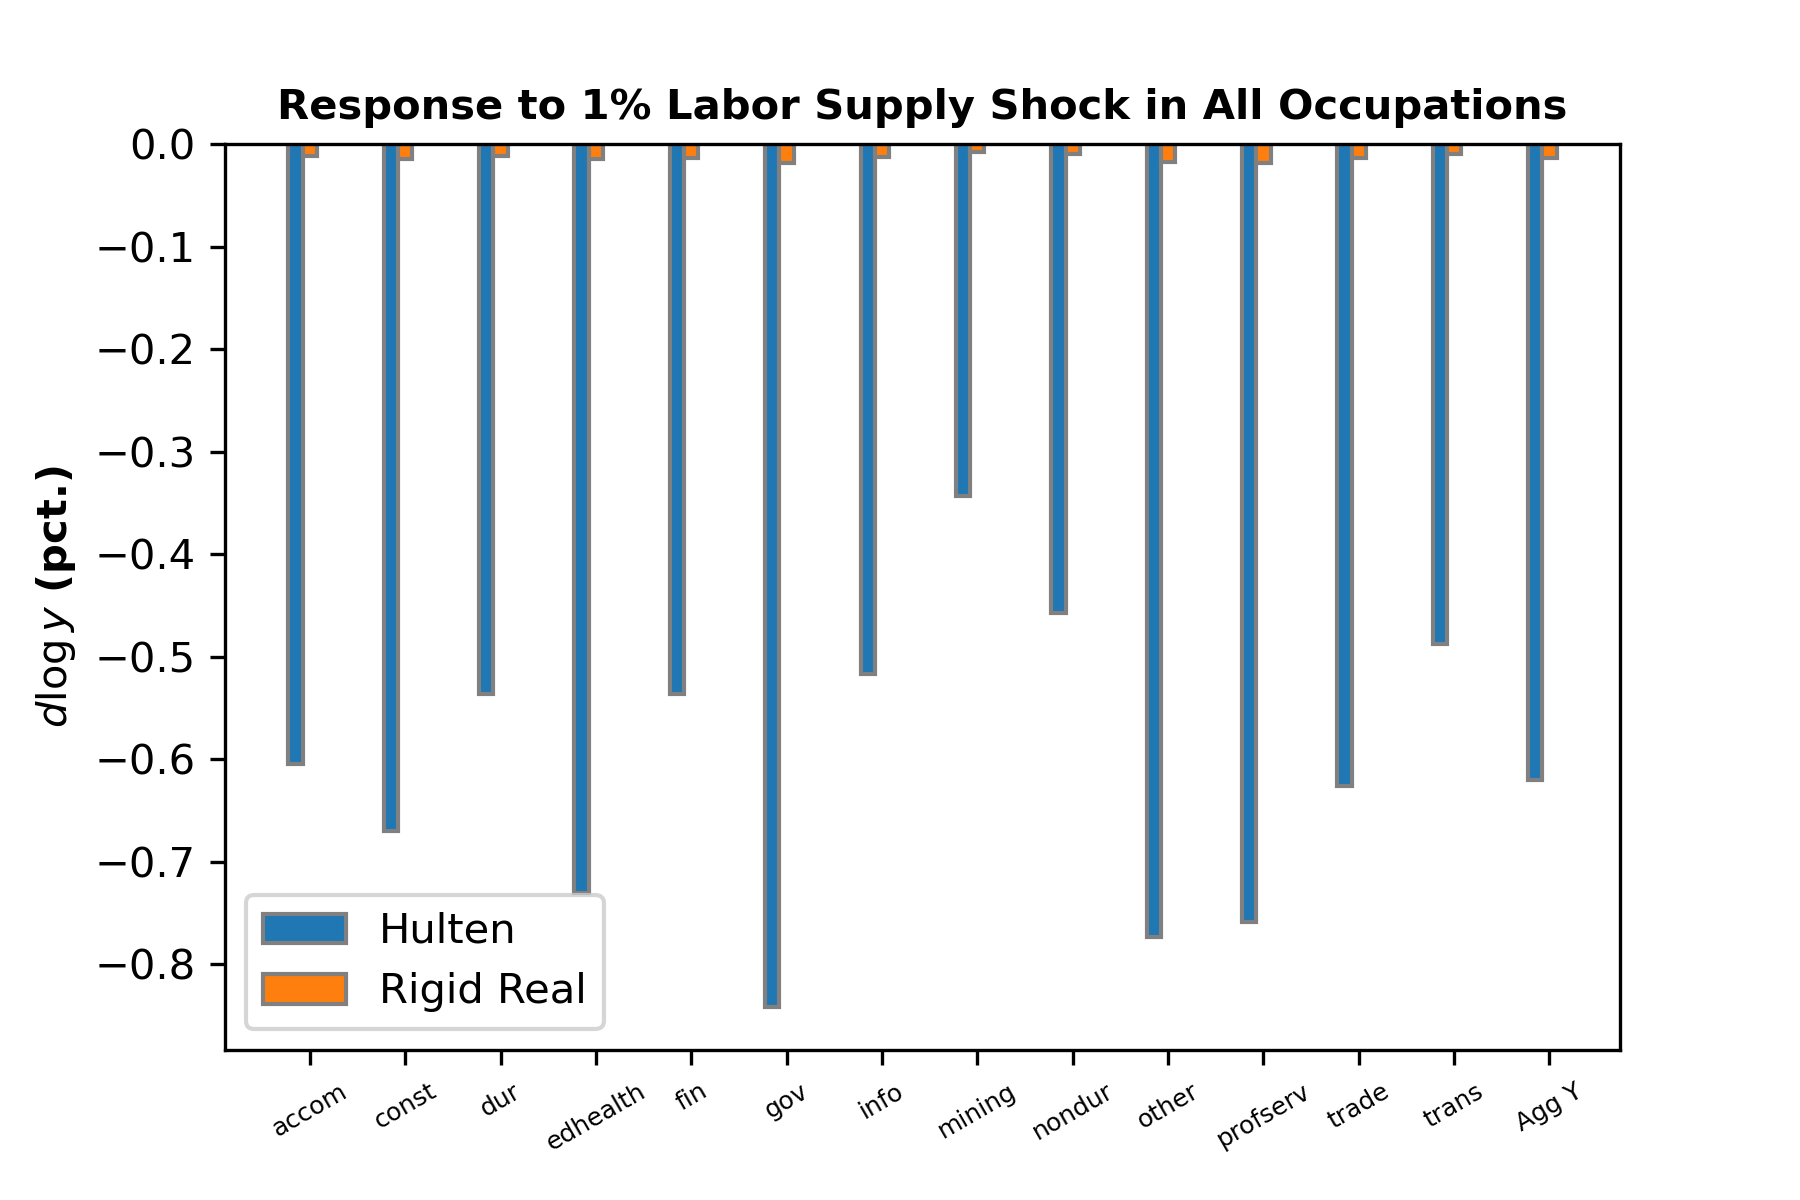 Response to 1% Labor Supply Shock in All Occupations
0.0
−0.1
−0.2
−0.3
−0.4
−0.5
−0.6
−0.7
−0.8
dlog y (pct.)
Hulten
Rigid Real
accom
const
dur
edhealth
fin
gov
info
mining
nondur
other
profserv
trade
trans
Agg Y